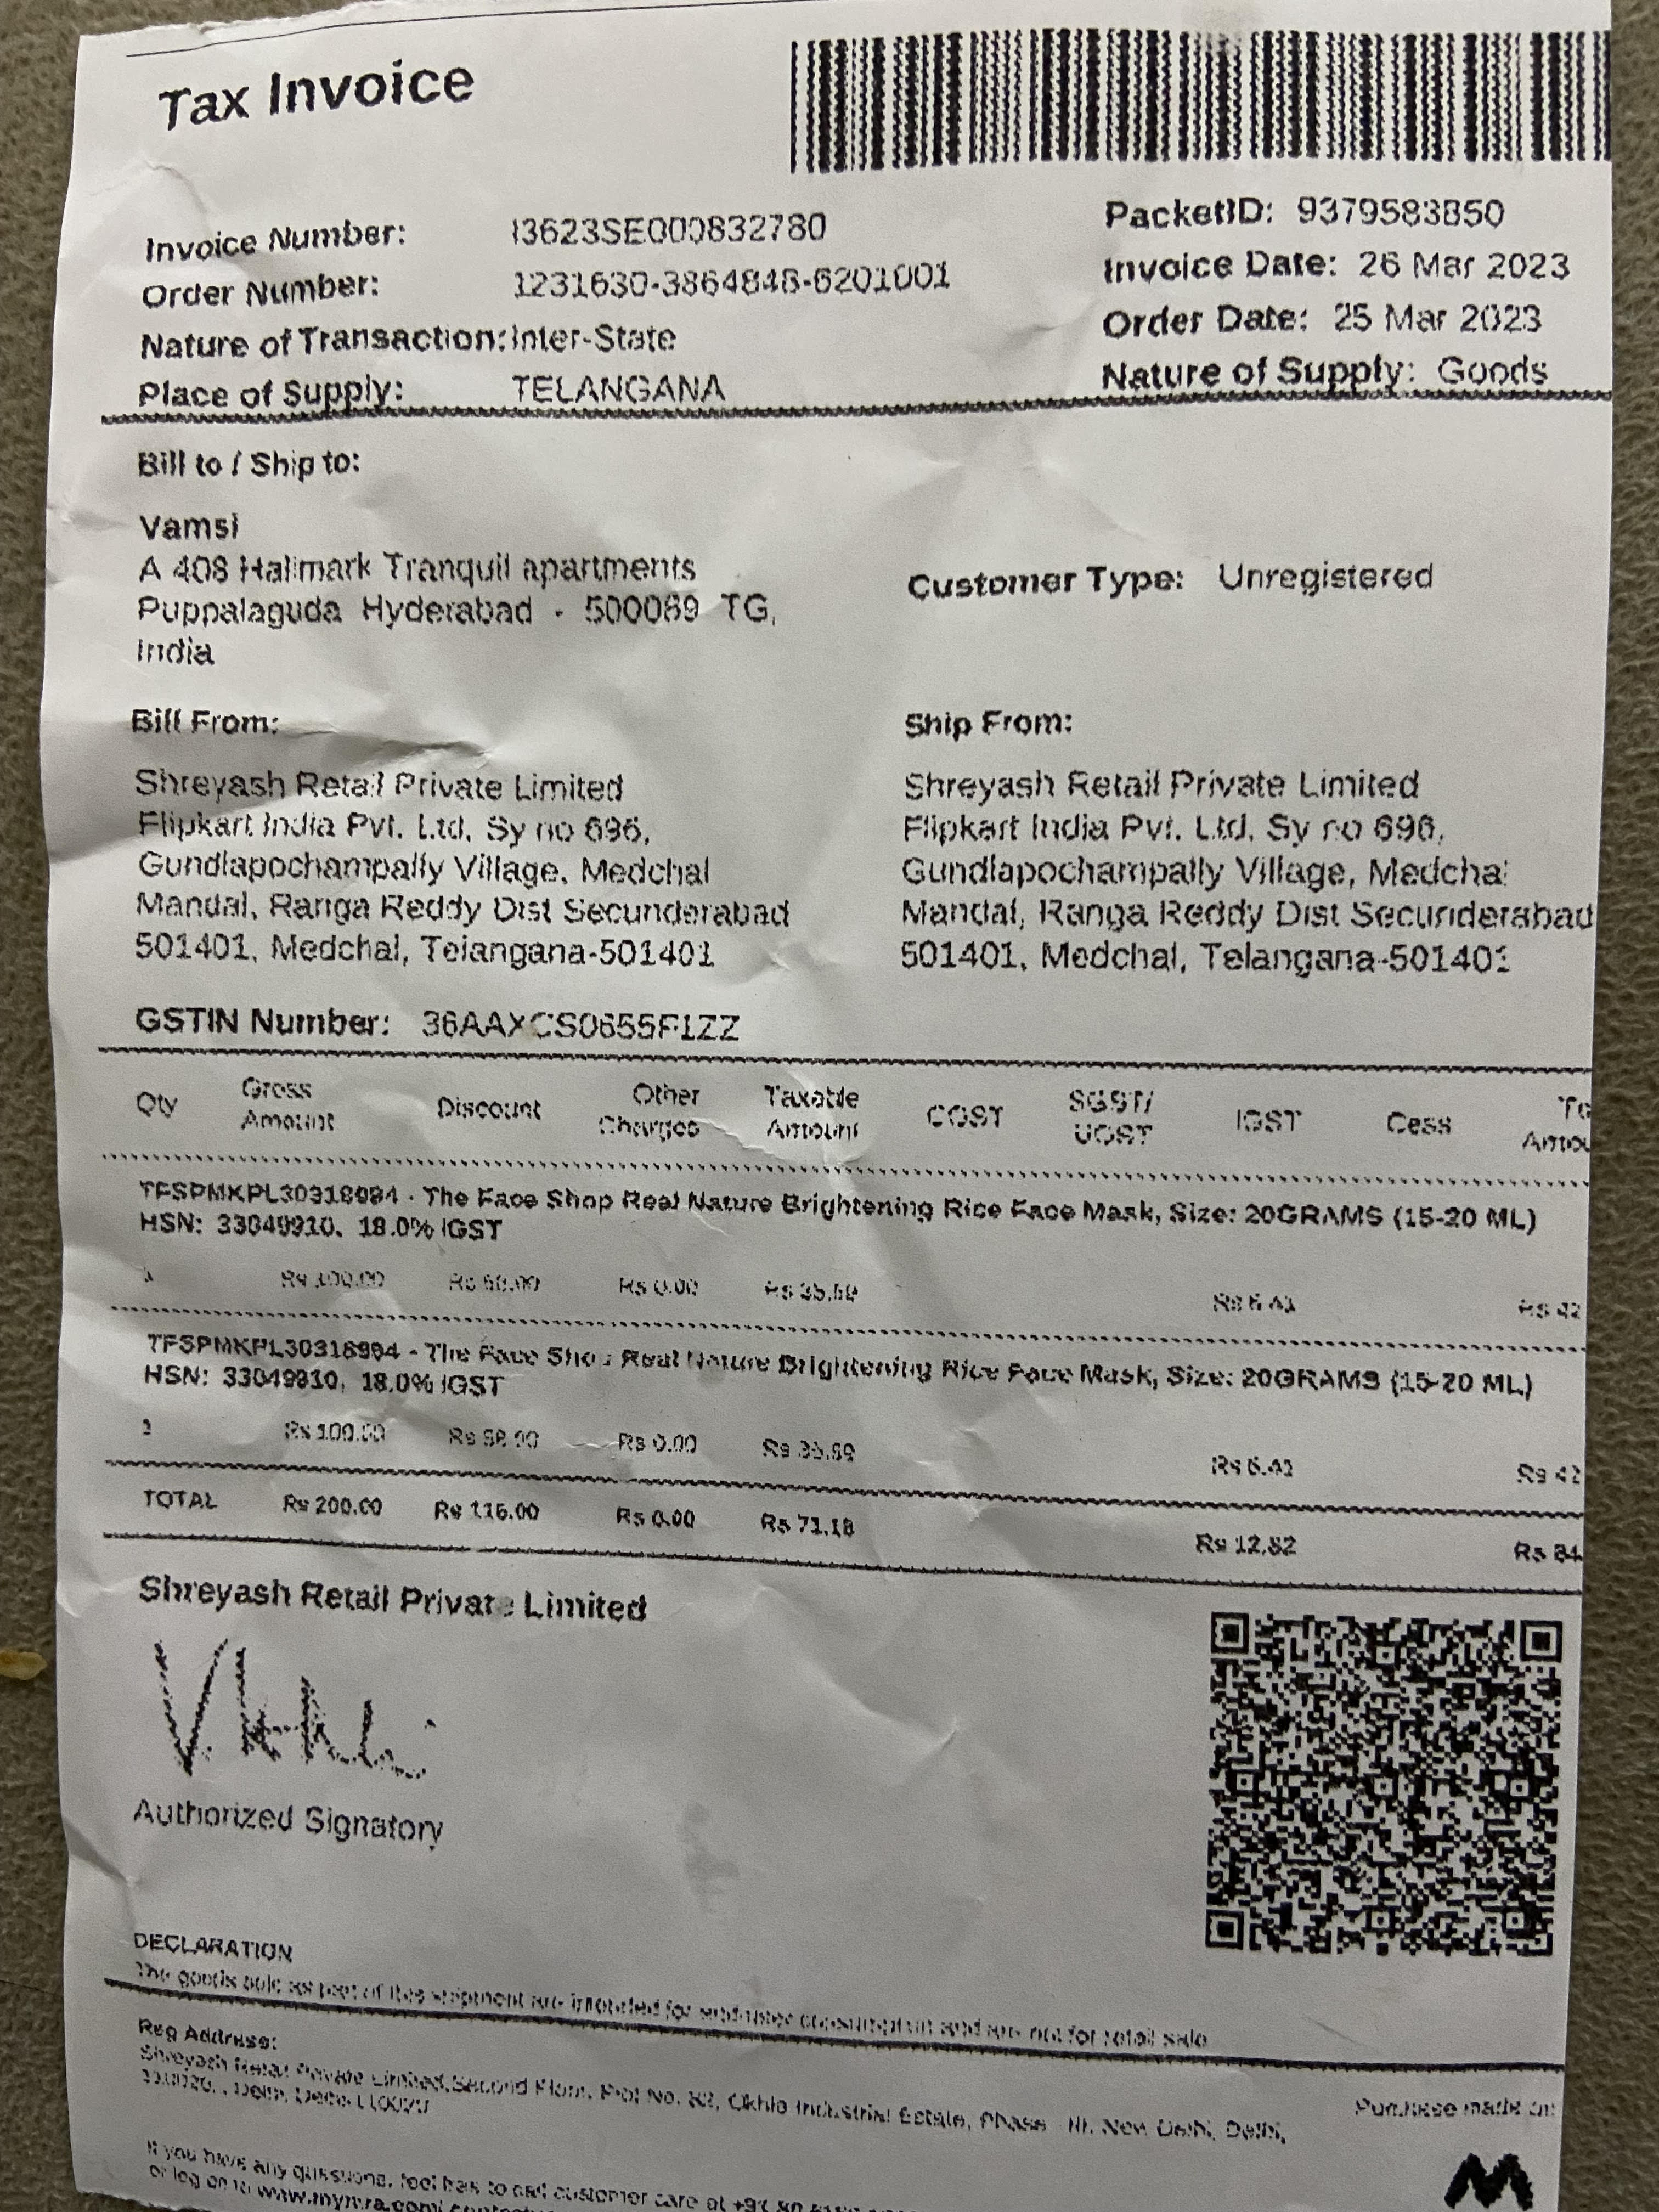 Tax Invoice
Invoice Number: I3623SE000832780
PacketID: 9379583850
Order Number: 1231630-3864848-6201001
Invoice Date: 26 Mar 2023
Nature of Transaction: Inter-State
Order Date: 25 Mar 2023
Place of Supply: TELANGANA
Nature of Supply: Goods
Bill to / Ship to:
Vamsi
A 408 Hallmark Tranquil apartments
Puppalaguda Hyderabad - 500089 TG,
India
Customer Type: Unregistered
Bill From:
Shreyash Retail Private Limited
Flipkart India Pvt. Ltd, Sy no 696,
Gundlapochampally Village, Medchal
Mandal, Ranga Reddy Dist Secunderabad
501401, Medchal, Telangana-501401
Ship From:
Shreyash Retail Private Limited
Flipkart India Pvt. Ltd, Sy no 696,
Gundlapochampally Village, Medchal
Mandal, Ranga Reddy Dist Secunderabad
501401, Medchal, Telangana-501401
GSTIN Number: 36AAXCS0655F1ZZ
Qty Gross Amount Discount Other Charges Taxable Amount CGST SGST/ UGST IGST Cess To Amou
TFSPMKPL30318984 - The Face Shop Real Nature Brightening Rice Face Mask, Size: 20GRAMS (15-20 ML)
HSN: 33049910, 18.0% IGST
1 Rs 100.00 Rs 58.00 Rs 0.00 Rs 35.59 Rs 6.41 Rs 42
TFSPMKPL30318984 - The Face Shop Real Nature Brightening Rice Face Mask, Size: 20GRAMS (15-20 ML)
HSN: 33049910, 18.0% IGST
1 Rs 100.00 Rs 58.00 Rs 0.00 Rs 35.59 Rs 6.41 Rs 42
TOTAL Rs 200.00 Rs 116.00 Rs 0.00 Rs 71.18 Rs 12.82 Rs 84
Shreyash Retail Private Limited
Authorized Signatory
DECLARATION
The goods sold as part of this shipment are intended for end-user consumption and are not for retail sale
Reg Address:
Shreyash Retail Private Limited, Second Floor, Plot No. 82, Okhla Industrial Estate, Phase - III, New Delhi, Delhi,
110020, , Delhi, Delhi-110020
Purchase made on
If you have any questions, feel free to call customer care at +91 80
or log on to www.myntra.com/